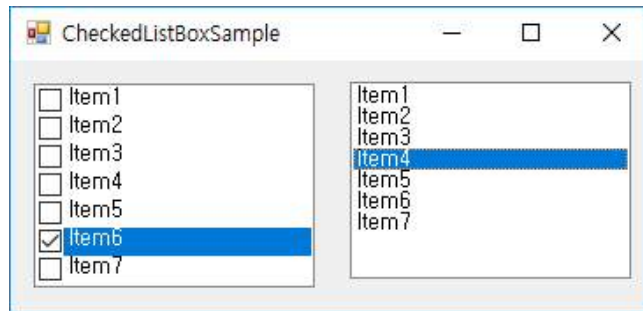 CheckedListBoxSample
Item1
Item2
Item3
Item4
Item5
Item6
Item7
Item1
Item2
Item3
Item4
Item5
Item6
Item7